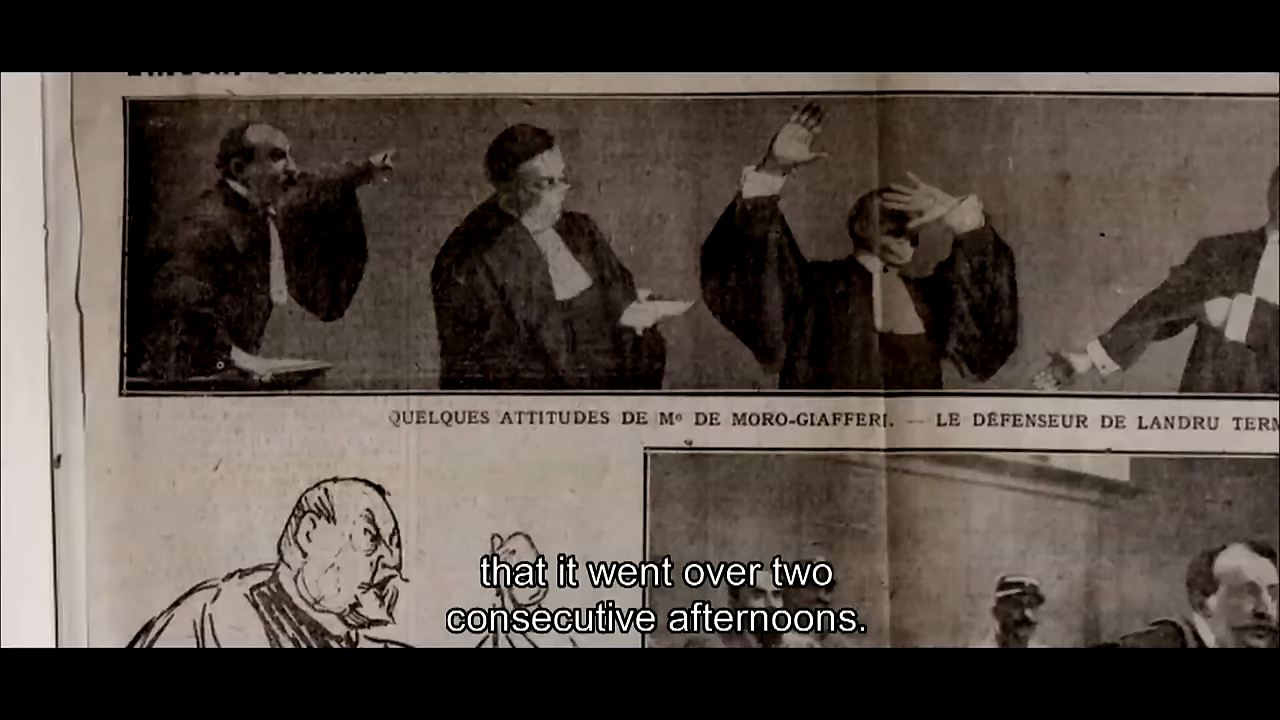 QUELQUES ATTITUDES DE Mᵉ DE MORO-GIAFFERI. — LE DÉFENSEUR DE LANDRU
that it went over two
consecutive afternoons.